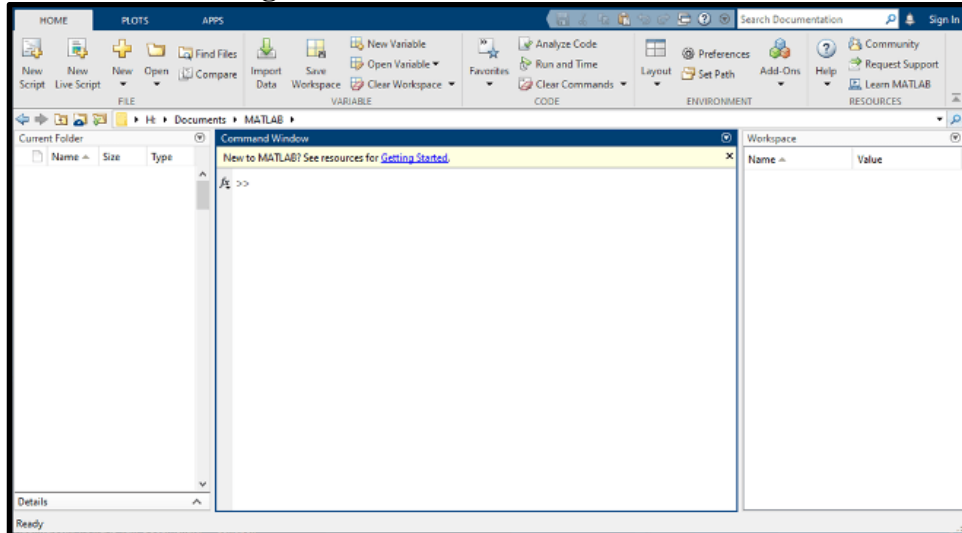 HOME PLOTS APPS Search Documentation Sign In
New Script
New Live Script
New
Open
Find Files
Compare
FILE
Import Data
Save Workspace
New Variable
Open Variable
Clear Workspace
VARIABLE
Favorites
Analyze Code
Run and Time
Clear Commands
CODE
Layout
Preferences
Set Path
Add-Ons
ENVIRONMENT
Help
Community
Request Support
Learn MATLAB
RESOURCES
H: Documents MATLAB
Current Folder
Name Size Type
Command Window
New to MATLAB? See resources for Getting Started.
fx >>
Workspace
Name Value
Details
Ready